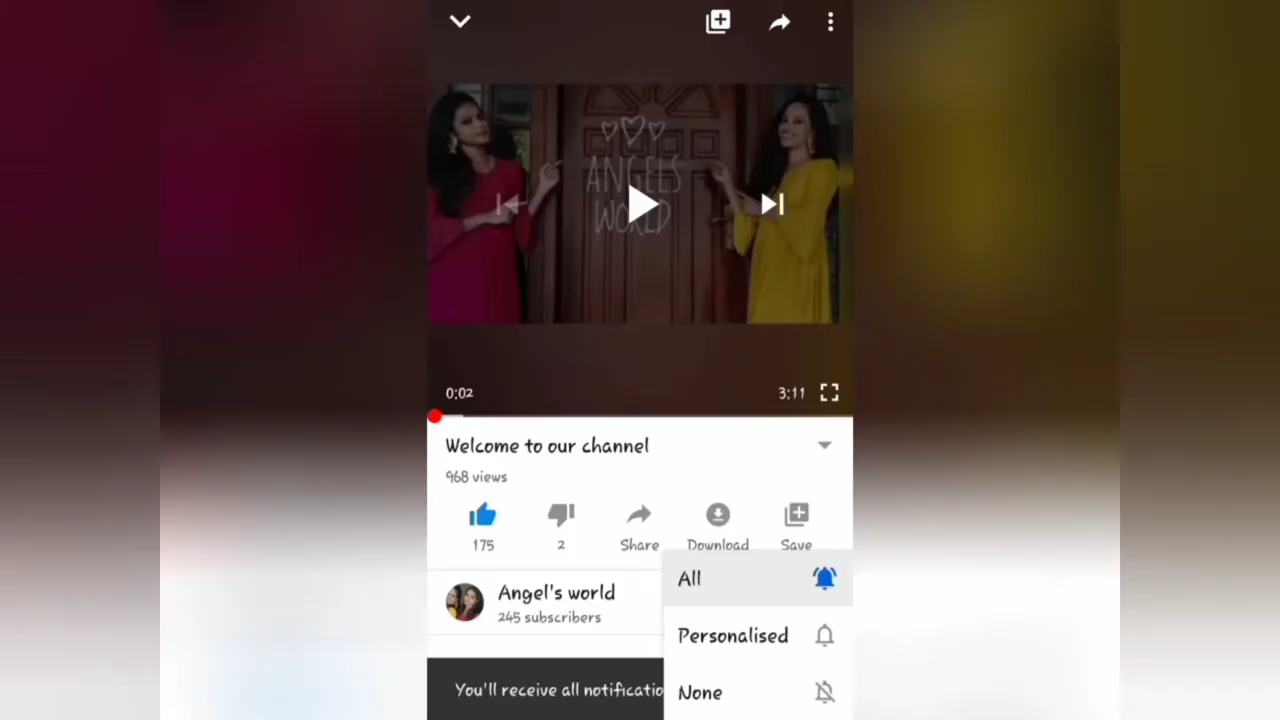 ANGELS
WORLD
0:02
3:11
Welcome to our channel
968 views
175
2
Share
Download
Save
Angel's world
245 subscribers
All
Personalised
None
You'll receive all notificatio